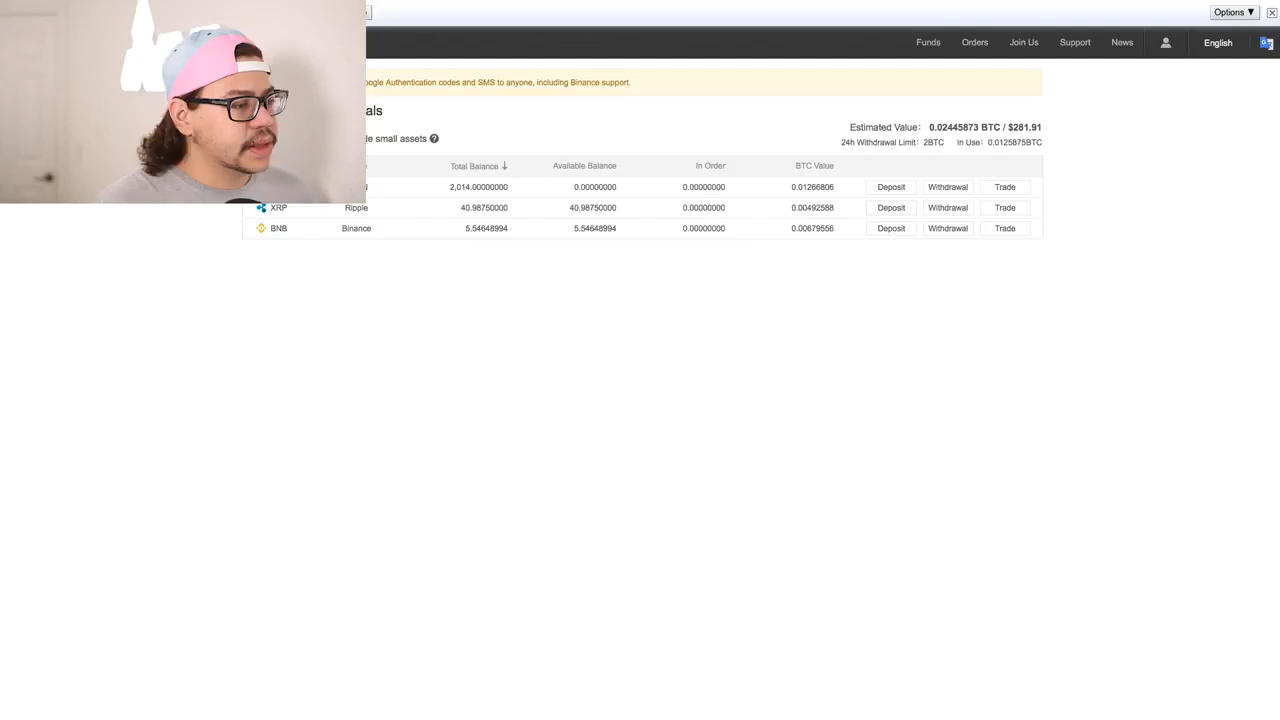 Options ▼
Funds Orders Join Us Support News English
Authentication codes and SMS to anyone, including Binance support.
Estimated Value: 0.02445873 BTC / $281.91
small assets
24h Withdrawal Limit: 2BTC In Use: 0.0125875BTC
Total Balance ↓ Available Balance In Order BTC Value
2,014.00000000 0.00000000 0.00000000 0.01266806 Deposit Withdrawal Trade
XRP Ripple 40.98750000 40.98750000 0.00000000 0.00492588 Deposit Withdrawal Trade
BNB Binance 5.54648994 5.54648994 0.00000000 0.00679556 Deposit Withdrawal Trade